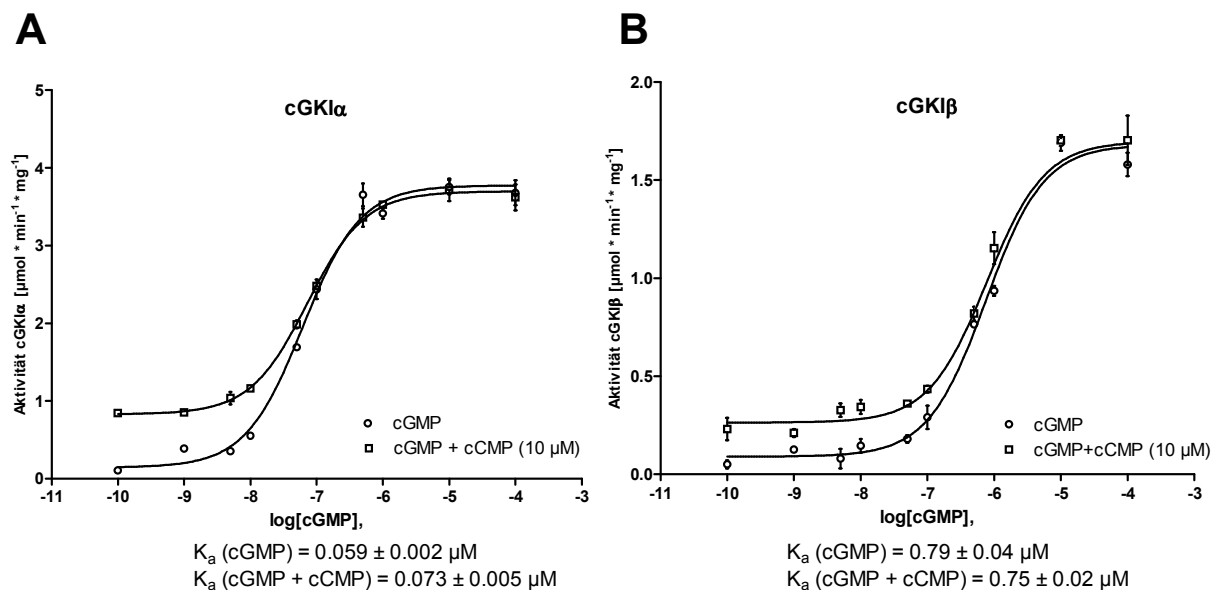 A
cGKIα
Aktivität cGKIα [µmol * min⁻¹* mg⁻¹]
5
4
3
2
1
0
-11 -10 -9 -8 -7 -6 -5 -4 -3
log[cGMP],
cGMP
cGMP + cCMP (10 µM)
Kₐ (cGMP) = 0.059 ± 0.002 µM
Kₐ (cGMP + cCMP) = 0.073 ± 0.005 µM
B
cGKIβ
Aktivität cGKIβ [µmol * min⁻¹* mg⁻¹]
2.0
1.5
1.0
0.5
0.0
-11 -10 -9 -8 -7 -6 -5 -4 -3
log[cGMP],
cGMP
cGMP+cCMP (10 µM)
Kₐ (cGMP) = 0.79 ± 0.04 µM
Kₐ (cGMP + cCMP) = 0.75 ± 0.02 µM